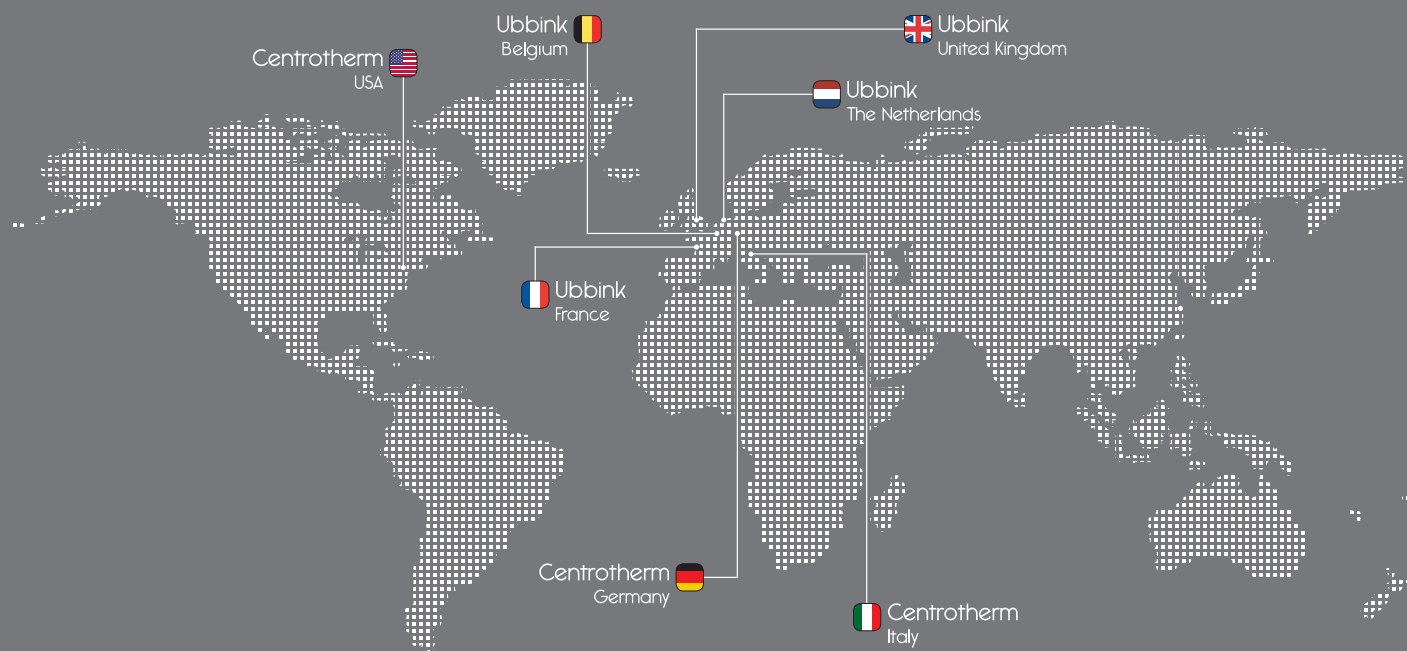 Ubbink
Belgium
Ubbink
United Kingdom
Centrotherm
USA
Ubbink
The Netherlands
Ubbink
France
Centrotherm
Germany
Centrotherm
Italy